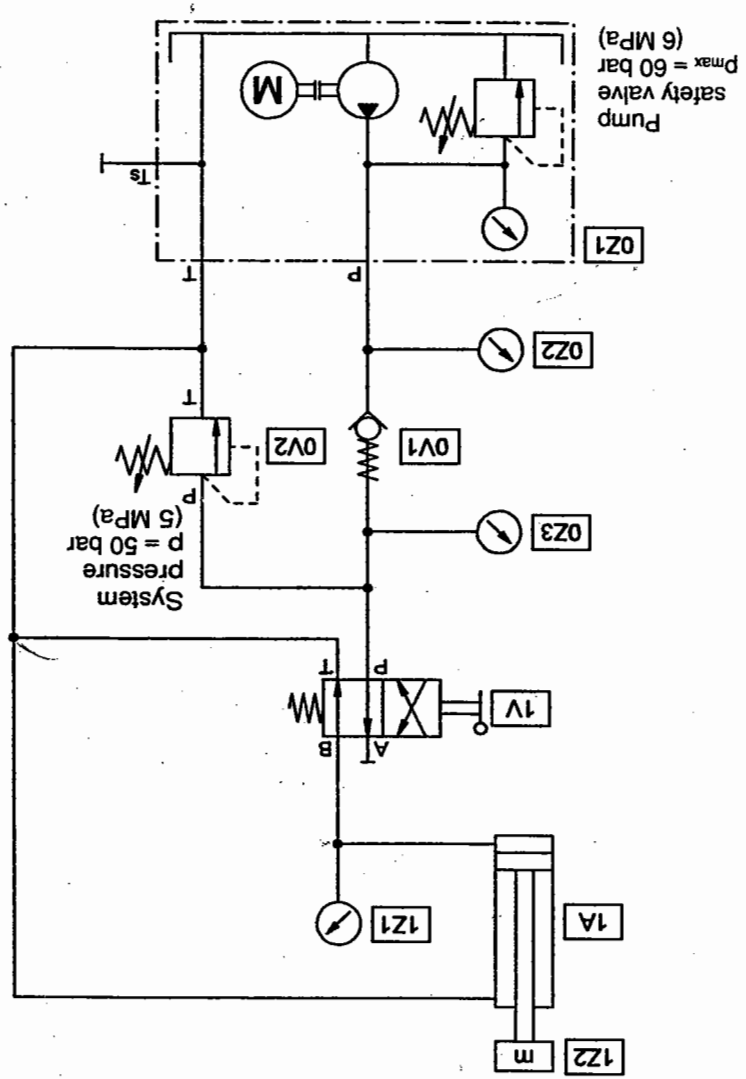 1Z2
m
1A
1Z1
A
B
1V
P
T
System
pressure
p = 50 bar
(5 MPa)
0Z3
P
0V1
0V2
T
0Z2
P
T
0Z1
Ts
Pump
safety valve
pmax = 60 bar
(6 MPa)
M